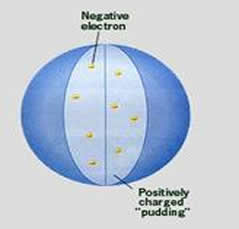 Negative
electron
Positively
charged
"pudding"